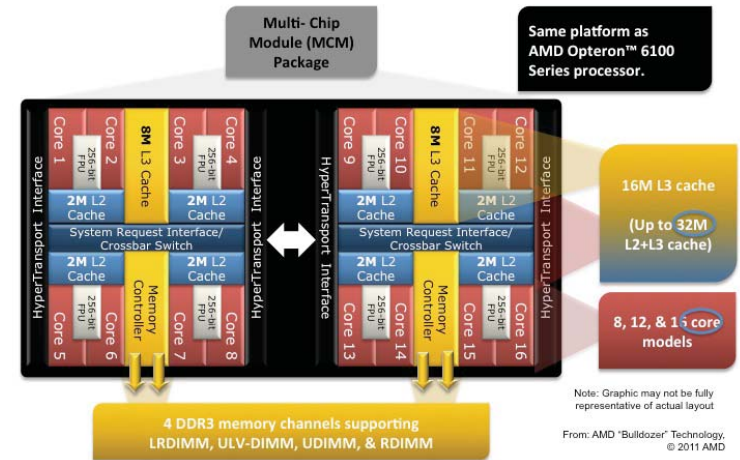 Multi- Chip
Module (MCM)
Package
Same platform as
AMD Opteron™ 6100
Series processor.
HyperTransport Interface
Core 1
256-bit
FPU
Core 2
8M L3 Cache
Core 3
256-bit
FPU
Core 4
2M L2
Cache
2M L2
Cache
System Request Interface/
Crossbar Switch
2M L2
Cache
2M L2
Cache
Core 5
256-bit
FPU
Core 6
Memory
Controller
Core 7
256-bit
FPU
Core 8
HyperTransport Interface
HyperTransport Interface
Core 9
256-bit
FPU
Core 10
8M L3 Cache
Core 11
256-bit
FPU
Core 12
2M L2
Cache
2M L2
Cache
System Request Interface/
Crossbar Switch
2M L2
Cache
2M L2
Cache
Core 13
256-bit
FPU
Core 14
Memory
Controller
Core 15
256-bit
FPU
Core 16
HyperTransport Interface
16M L3 cache
(Up to 32M
L2+L3 cache)
8, 12, & 16 core
models
4 DDR3 memory channels supporting
LRDIMM, ULV-DIMM, UDIMM, & RDIMM
Note: Graphic may not be fully
representative of actual layout
From: AMD "Bulldozer" Technology,
© 2011 AMD